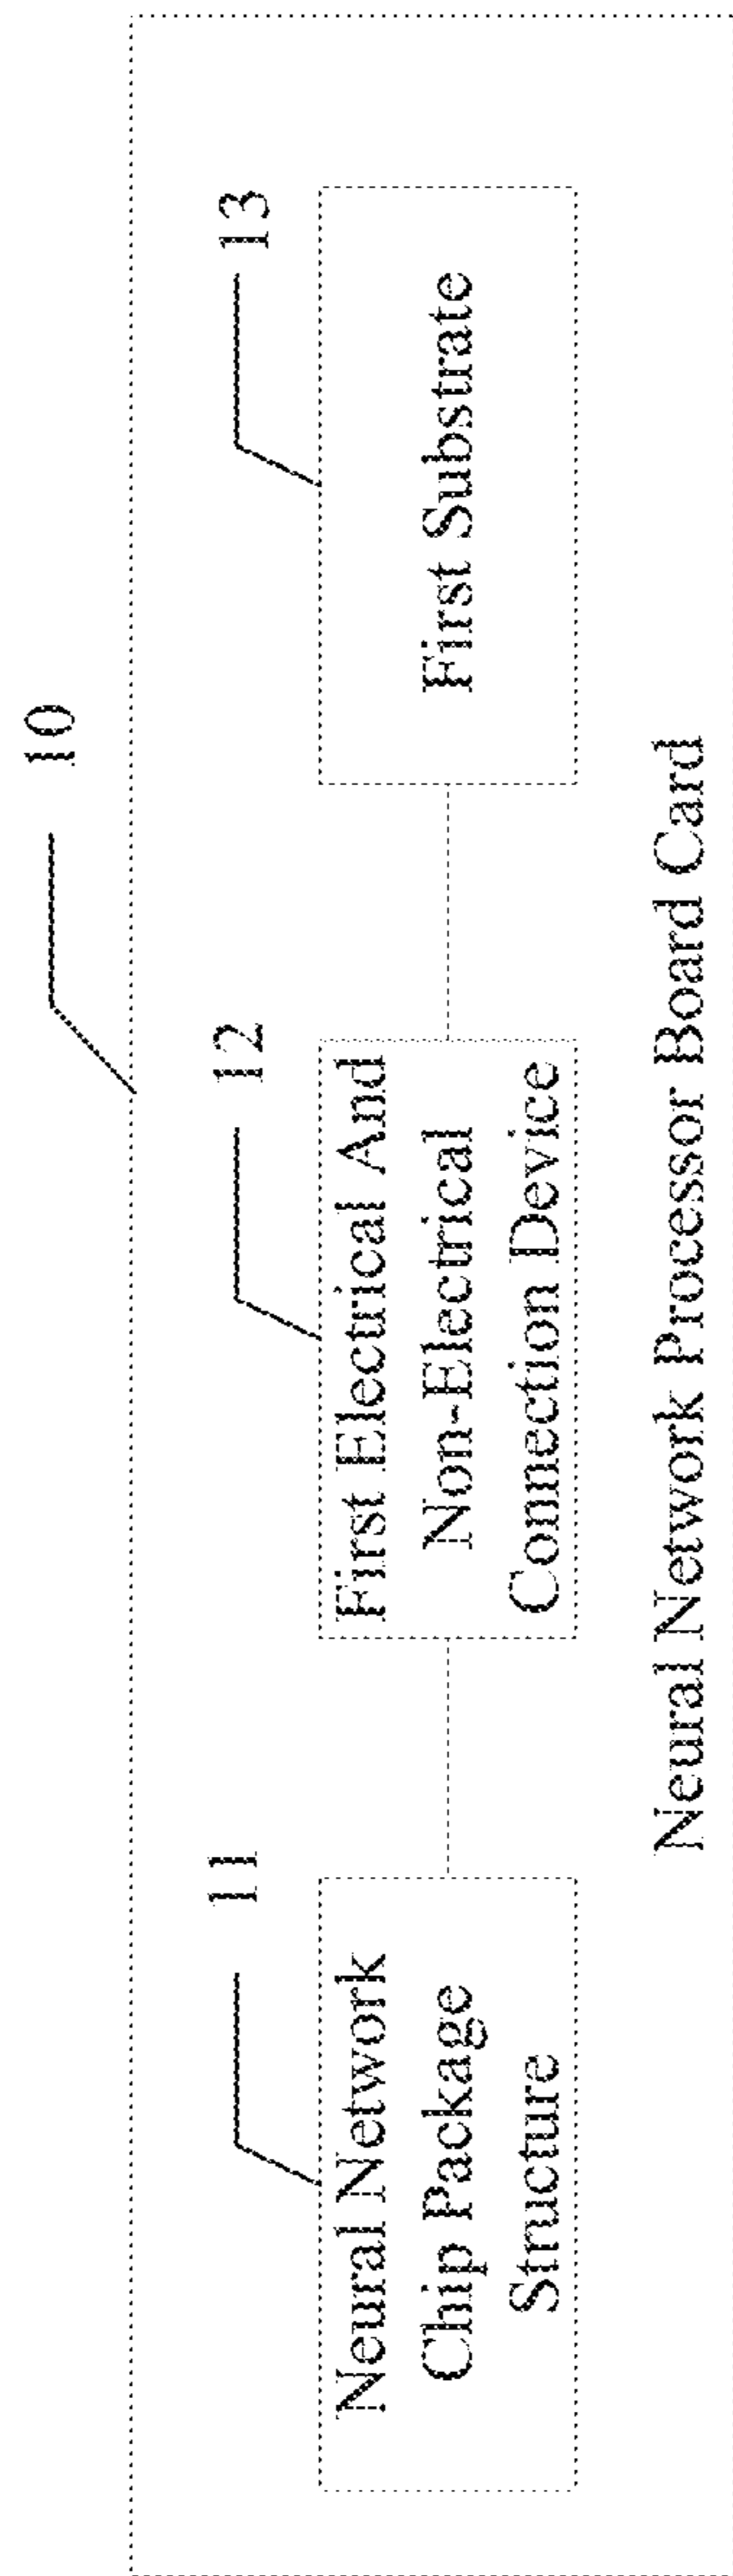 10
11
Neural Network
Chip Package
Structure
12
First Electrical And
Non-Electrical
Connection Device
13
First Substrate
Neural Network Processor Board Card